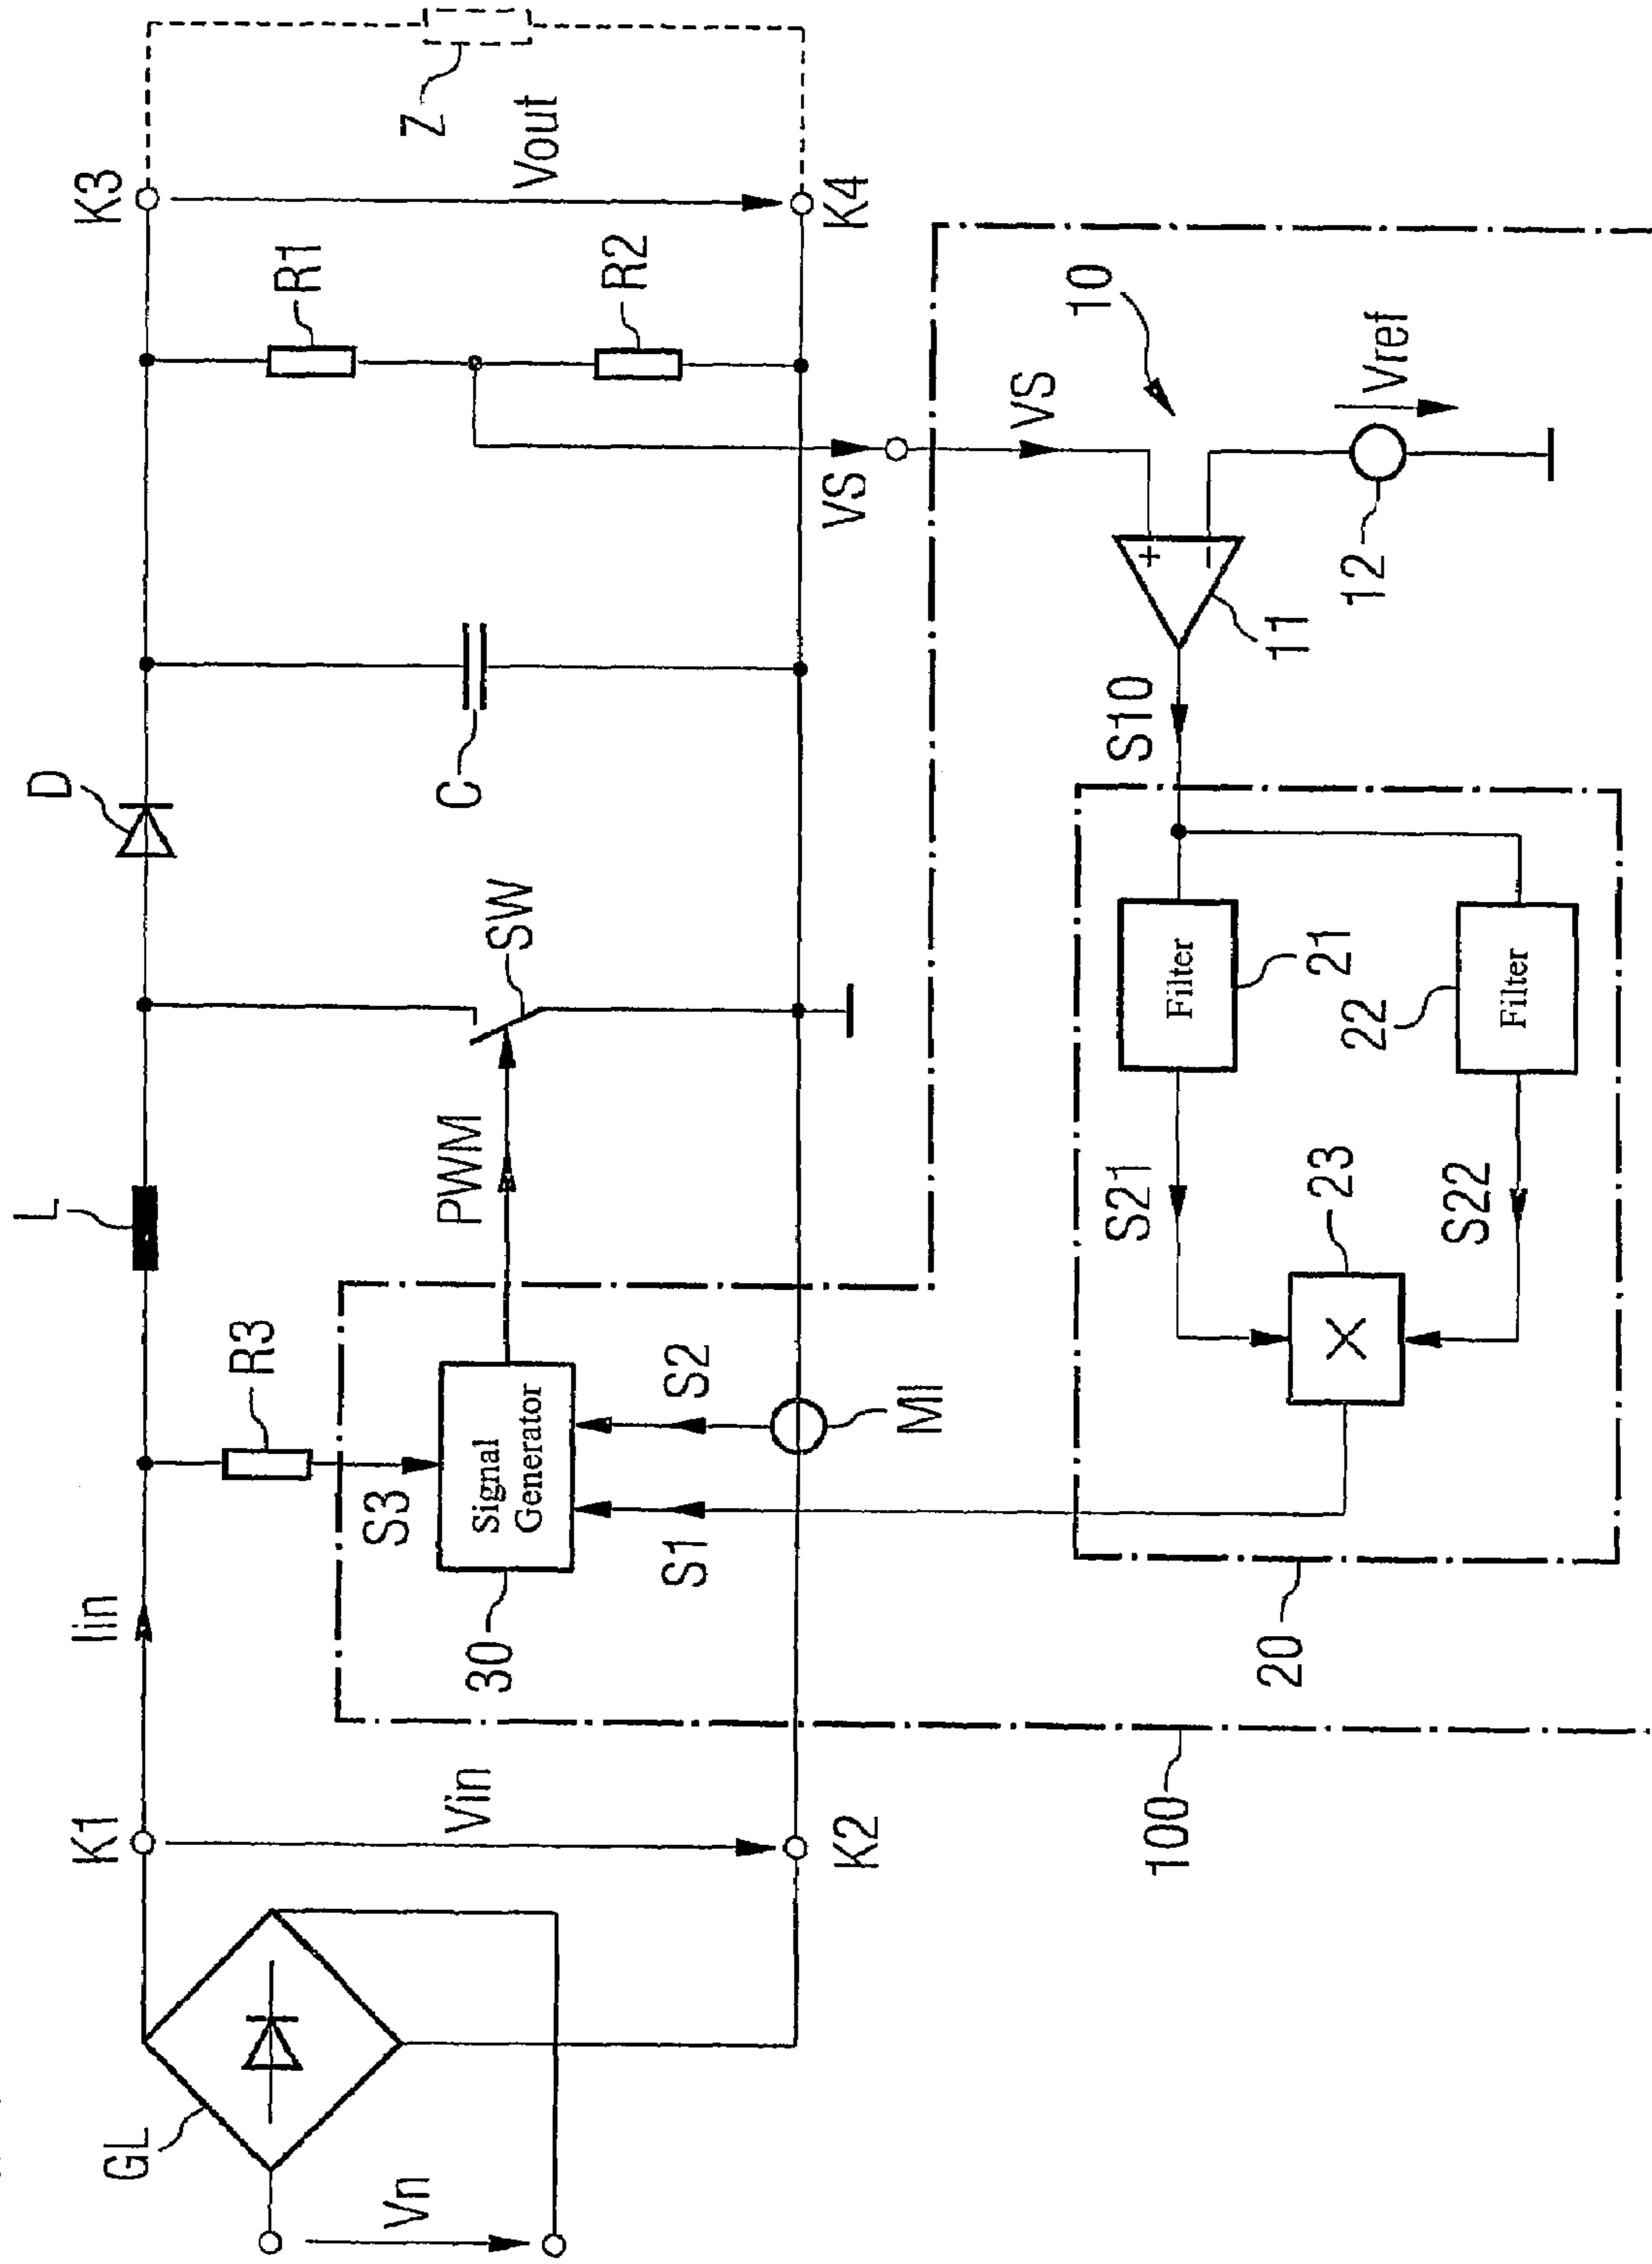 GL
Vn
K1
Vin
K2
Iin
L
R3
S3
Signal
Generator
30
S1
S2
MI
PWM
SW
D
C
R1
R2
K3
Vout
K4
Z
VS
VS
10
11
12
Vref
S10
Filter
21
22
Filter
S21
S22
23
X
20
100
+
−